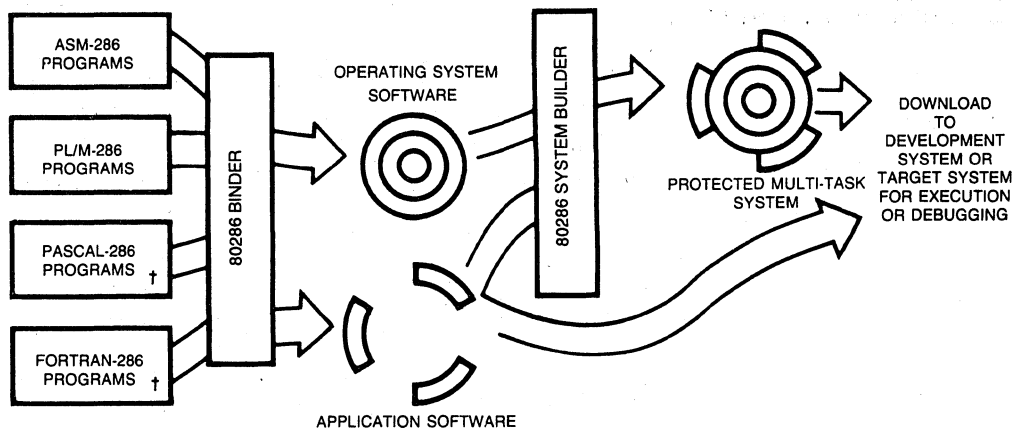 ASM-286
PROGRAMS
PL/M-286
PROGRAMS
PASCAL-286
PROGRAMS †
FORTRAN-286
PROGRAMS †
80286 BINDER
OPERATING SYSTEM
SOFTWARE
APPLICATION SOFTWARE
80286 SYSTEM BUILDER
PROTECTED MULTI-TASK
SYSTEM
DOWNLOAD
TO
DEVELOPMENT
SYSTEM OR
TARGET SYSTEM
FOR EXECUTION
OR DEBUGGING